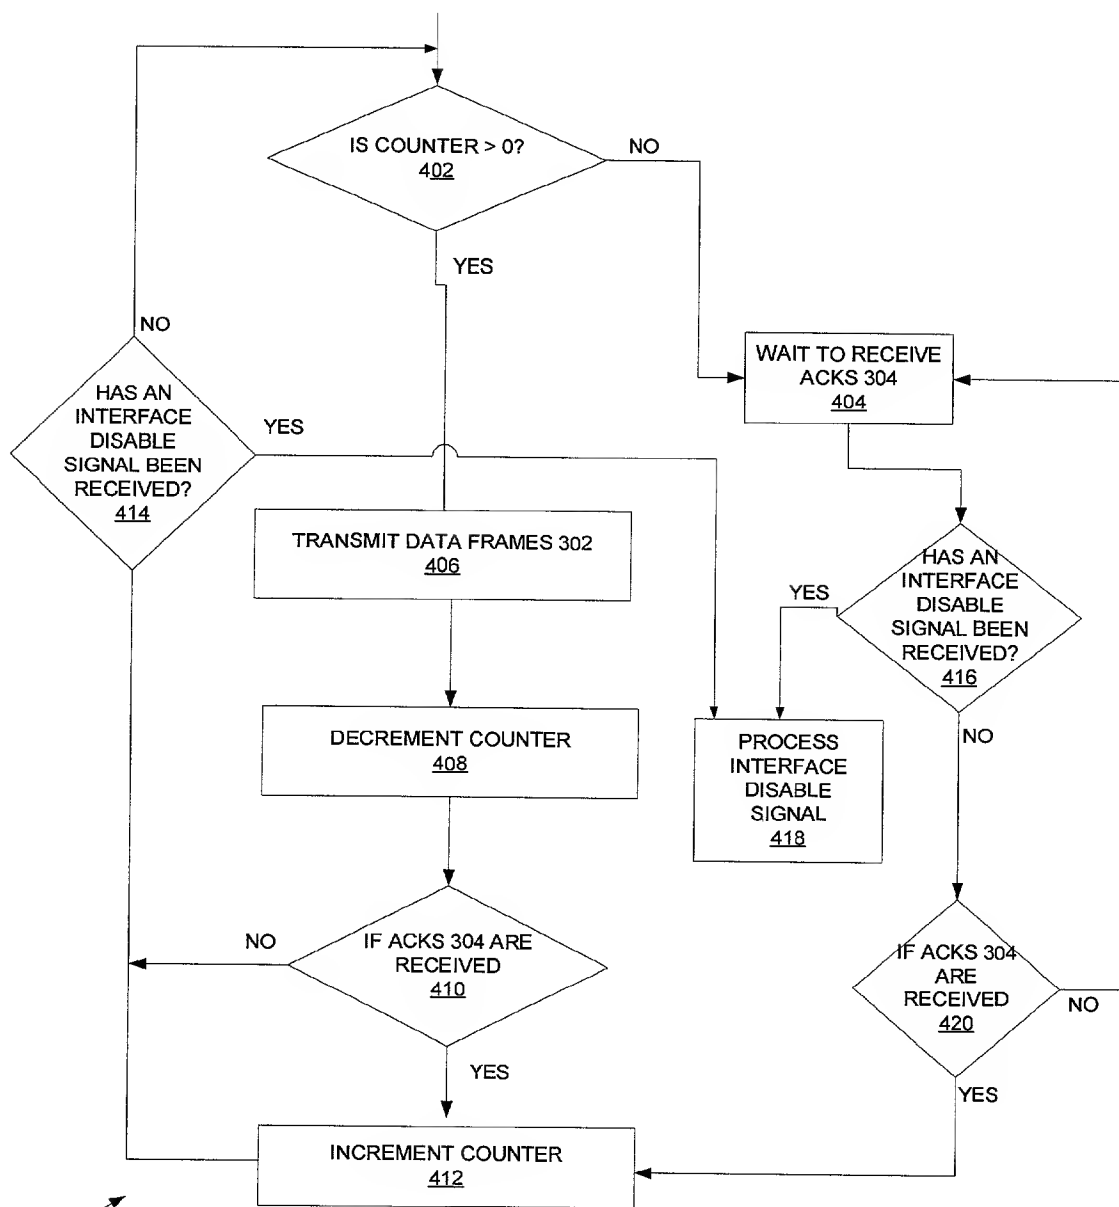 IS COUNTER > 0?
402
NO
YES
NO
WAIT TO RECEIVE
ACKS 304
404
HAS AN
INTERFACE
DISABLE
SIGNAL BEEN
RECEIVED?
414
YES
TRANSMIT DATA FRAMES 302
406
HAS AN
INTERFACE
DISABLE
SIGNAL BEEN
RECEIVED?
416
YES
NO
DECREMENT COUNTER
408
PROCESS
INTERFACE
DISABLE
SIGNAL
418
IF ACKS 304 ARE
RECEIVED
410
NO
YES
IF ACKS 304
ARE
RECEIVED
420
NO
YES
INCREMENT COUNTER
412